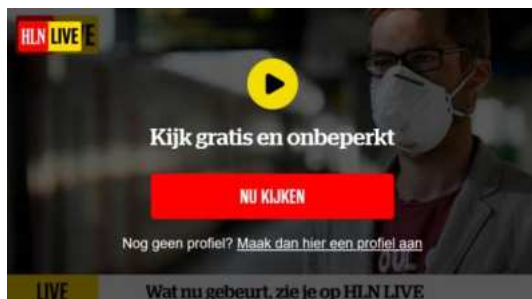 HLN LIVE
Kijk gratis en onbeperkt
NU KIJKEN
Nog geen profiel? Maak dan hier een profiel aan
LIVE Wat nu gebeurt, zie je op HLN LIVE